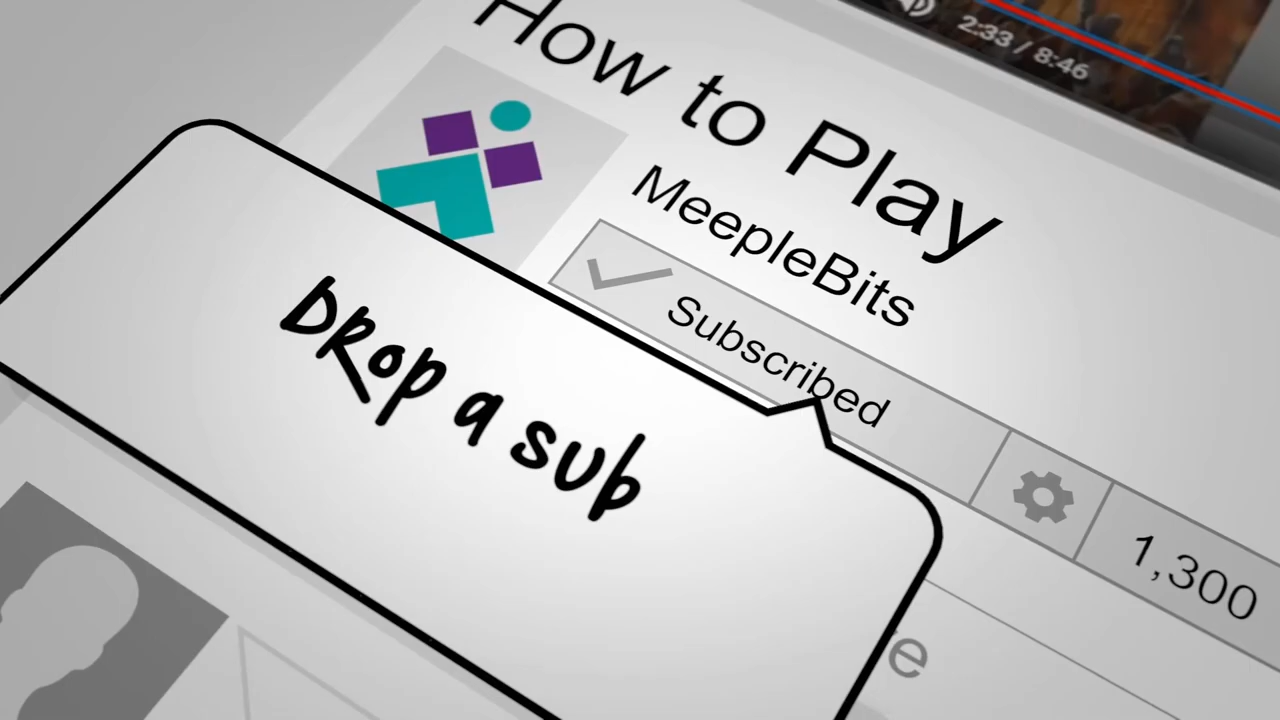 2:33 / 8:46
How to Play
MeepleBits
Subscribed
1,300
Drop a sub